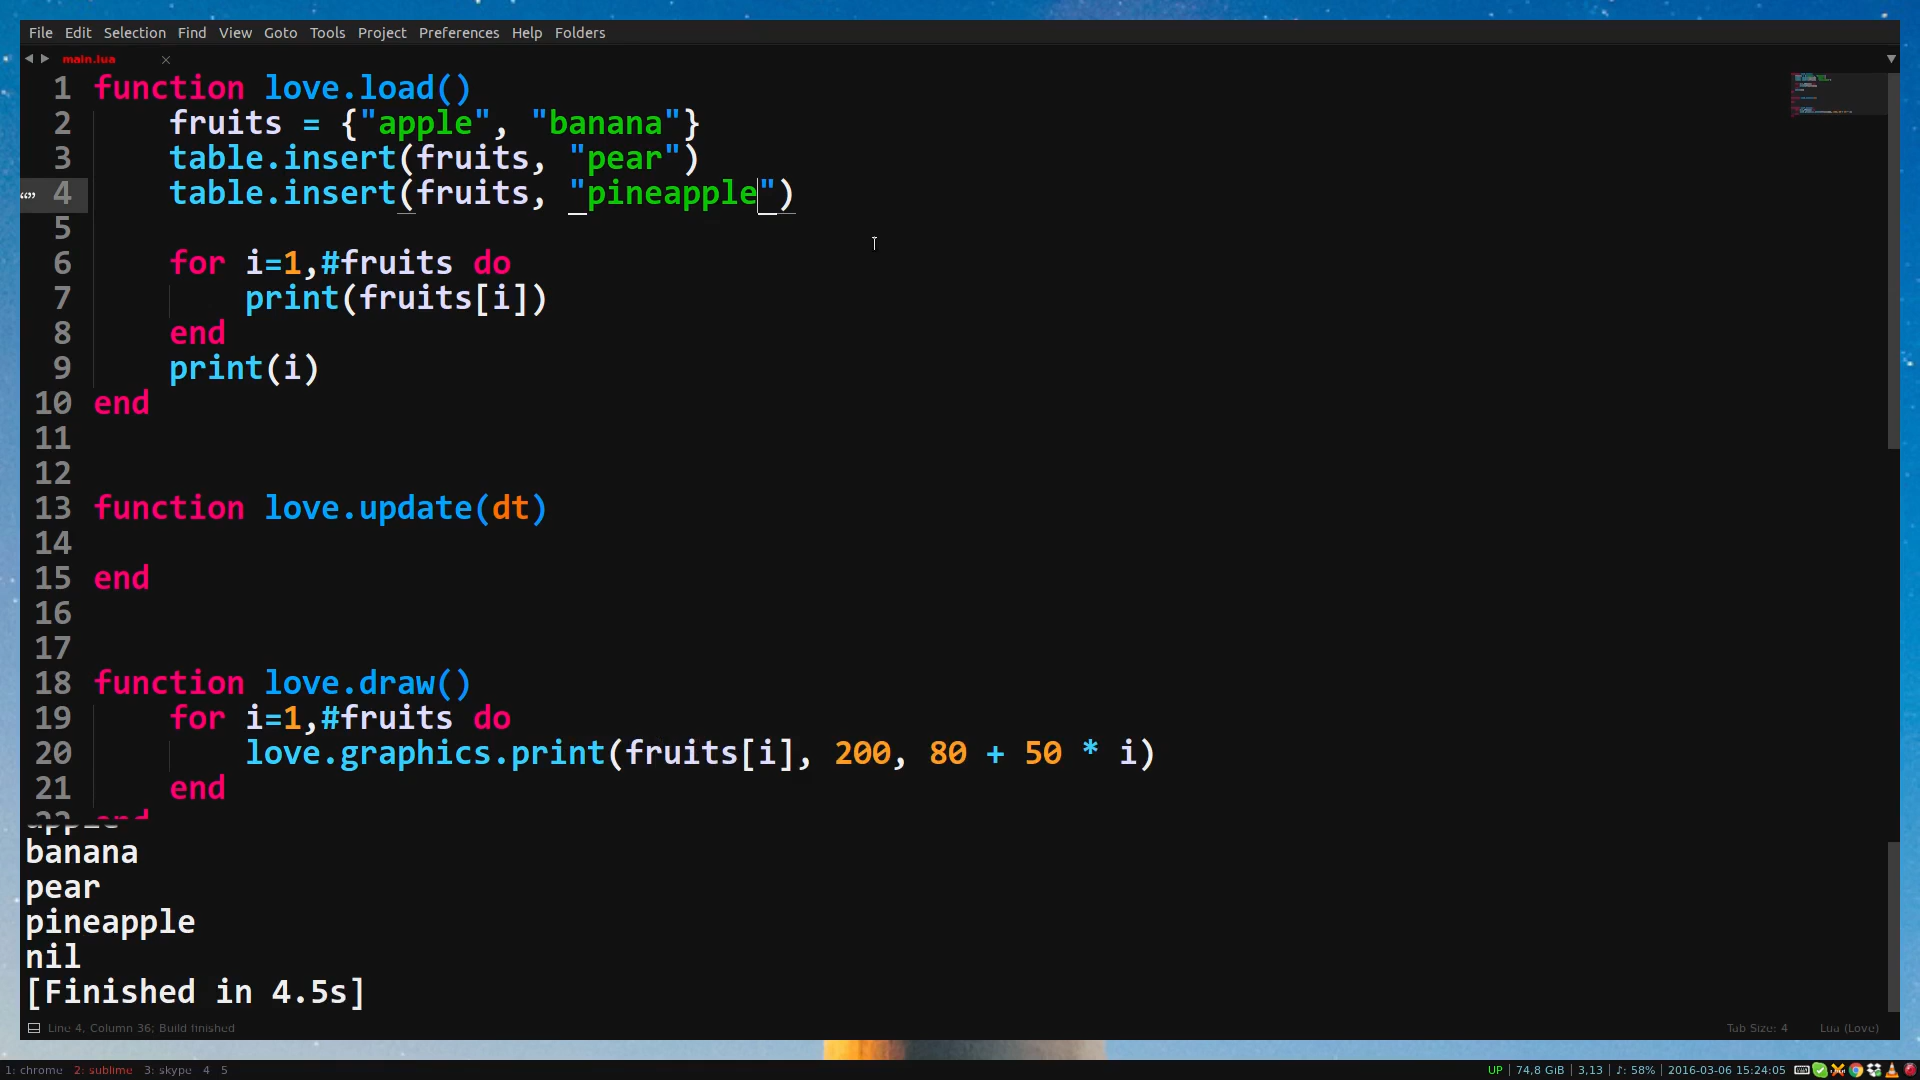 File Edit Selection Find View Goto Tools Project Preferences Help Folders
main.lua
1 function love.load()
2 fruits = {"apple", "banana"}
3 table.insert(fruits, "pear")
4 table.insert(fruits, "pineapple")
5
6 for i=1,#fruits do
7 print(fruits[i])
8 end
9 print(i)
10 end
11
12
13 function love.update(dt)
14
15 end
16
17
18 function love.draw()
19 for i=1,#fruits do
20 love.graphics.print(fruits[i], 200, 80 + 50 * i)
21 end
22 end
apple
banana
pear
pineapple
nil
[Finished in 4.5s]
Line 4, Column 36; Build finished Tab Size: 4 Lua (Love)
1: chrome 2: sublime 3: skype 4 5 UP | 74,8 GiB | 3,13 | ♪: 58% | 2016-03-06 15:24:05